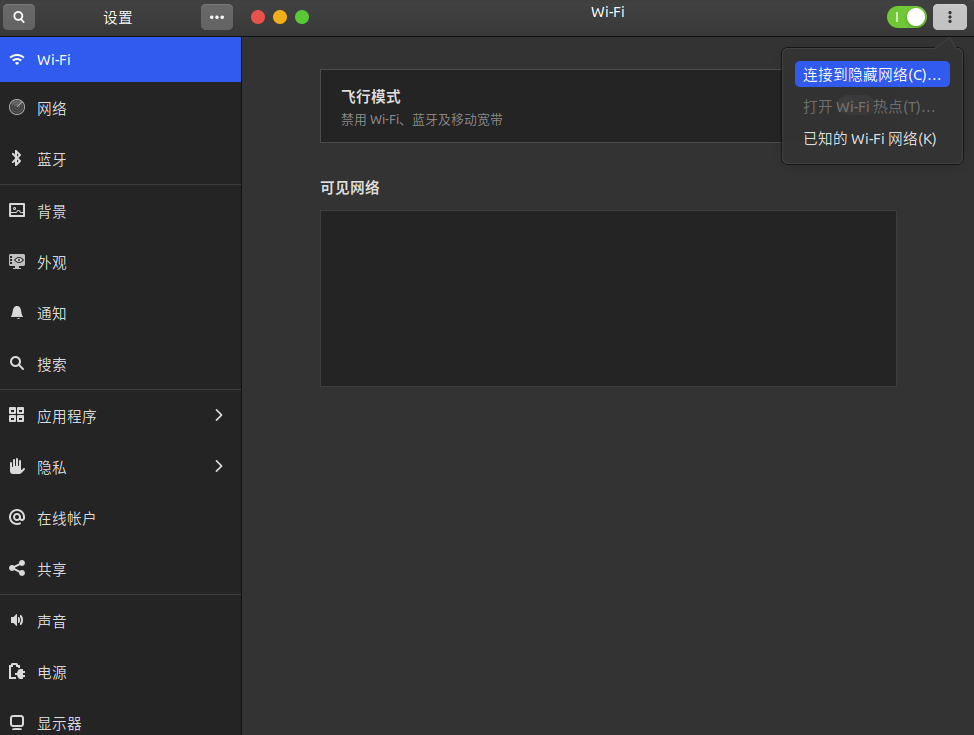 设置
Wi-Fi
Wi-Fi
网络
蓝牙
背景
外观
通知
搜索
应用程序
隐私
在线帐户
共享
声音
电源
显示器
飞行模式
禁用 Wi-Fi、蓝牙及移动宽带
可见网络
连接到隐藏网络(C)…
打开 Wi-Fi 热点(T)…
已知的 Wi-Fi 网络(K)